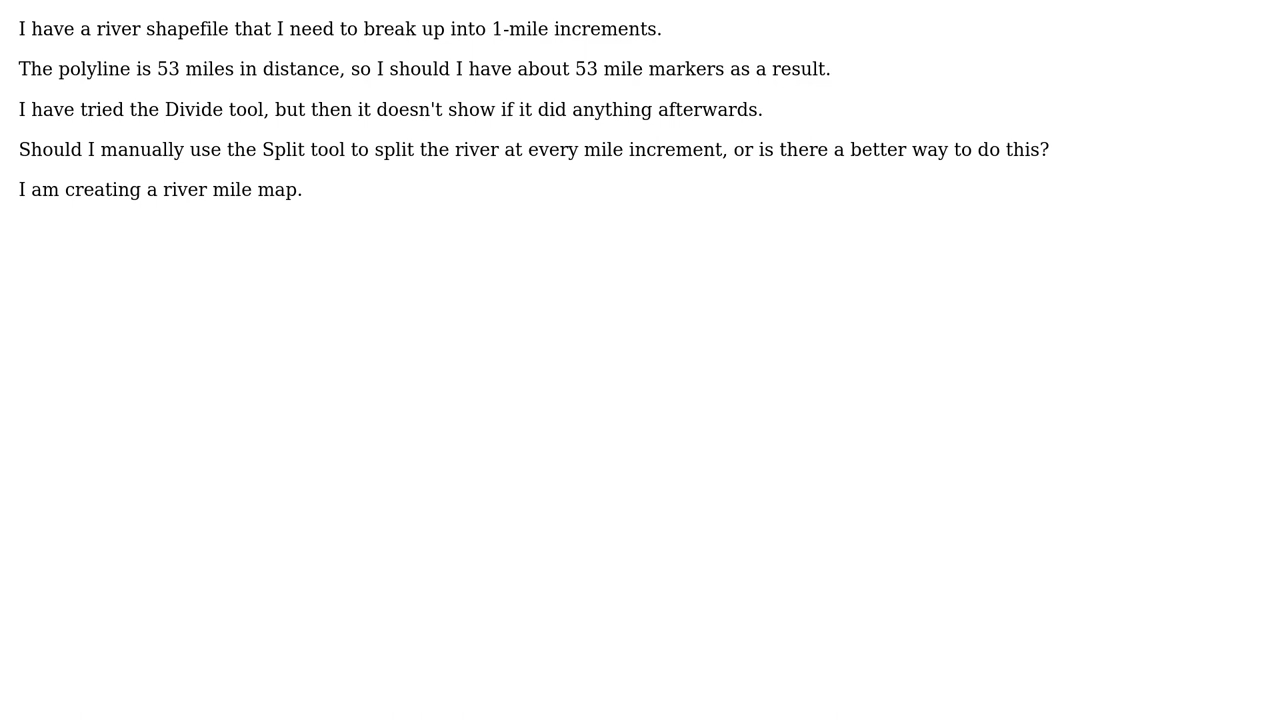 I have a river shapefile that I need to break up into 1-mile increments.
The polyline is 53 miles in distance, so I should I have about 53 mile markers as a result.
I have tried the Divide tool, but then it doesn't show if it did anything afterwards.
Should I manually use the Split tool to split the river at every mile increment, or is there a better way to do this?
I am creating a river mile map.